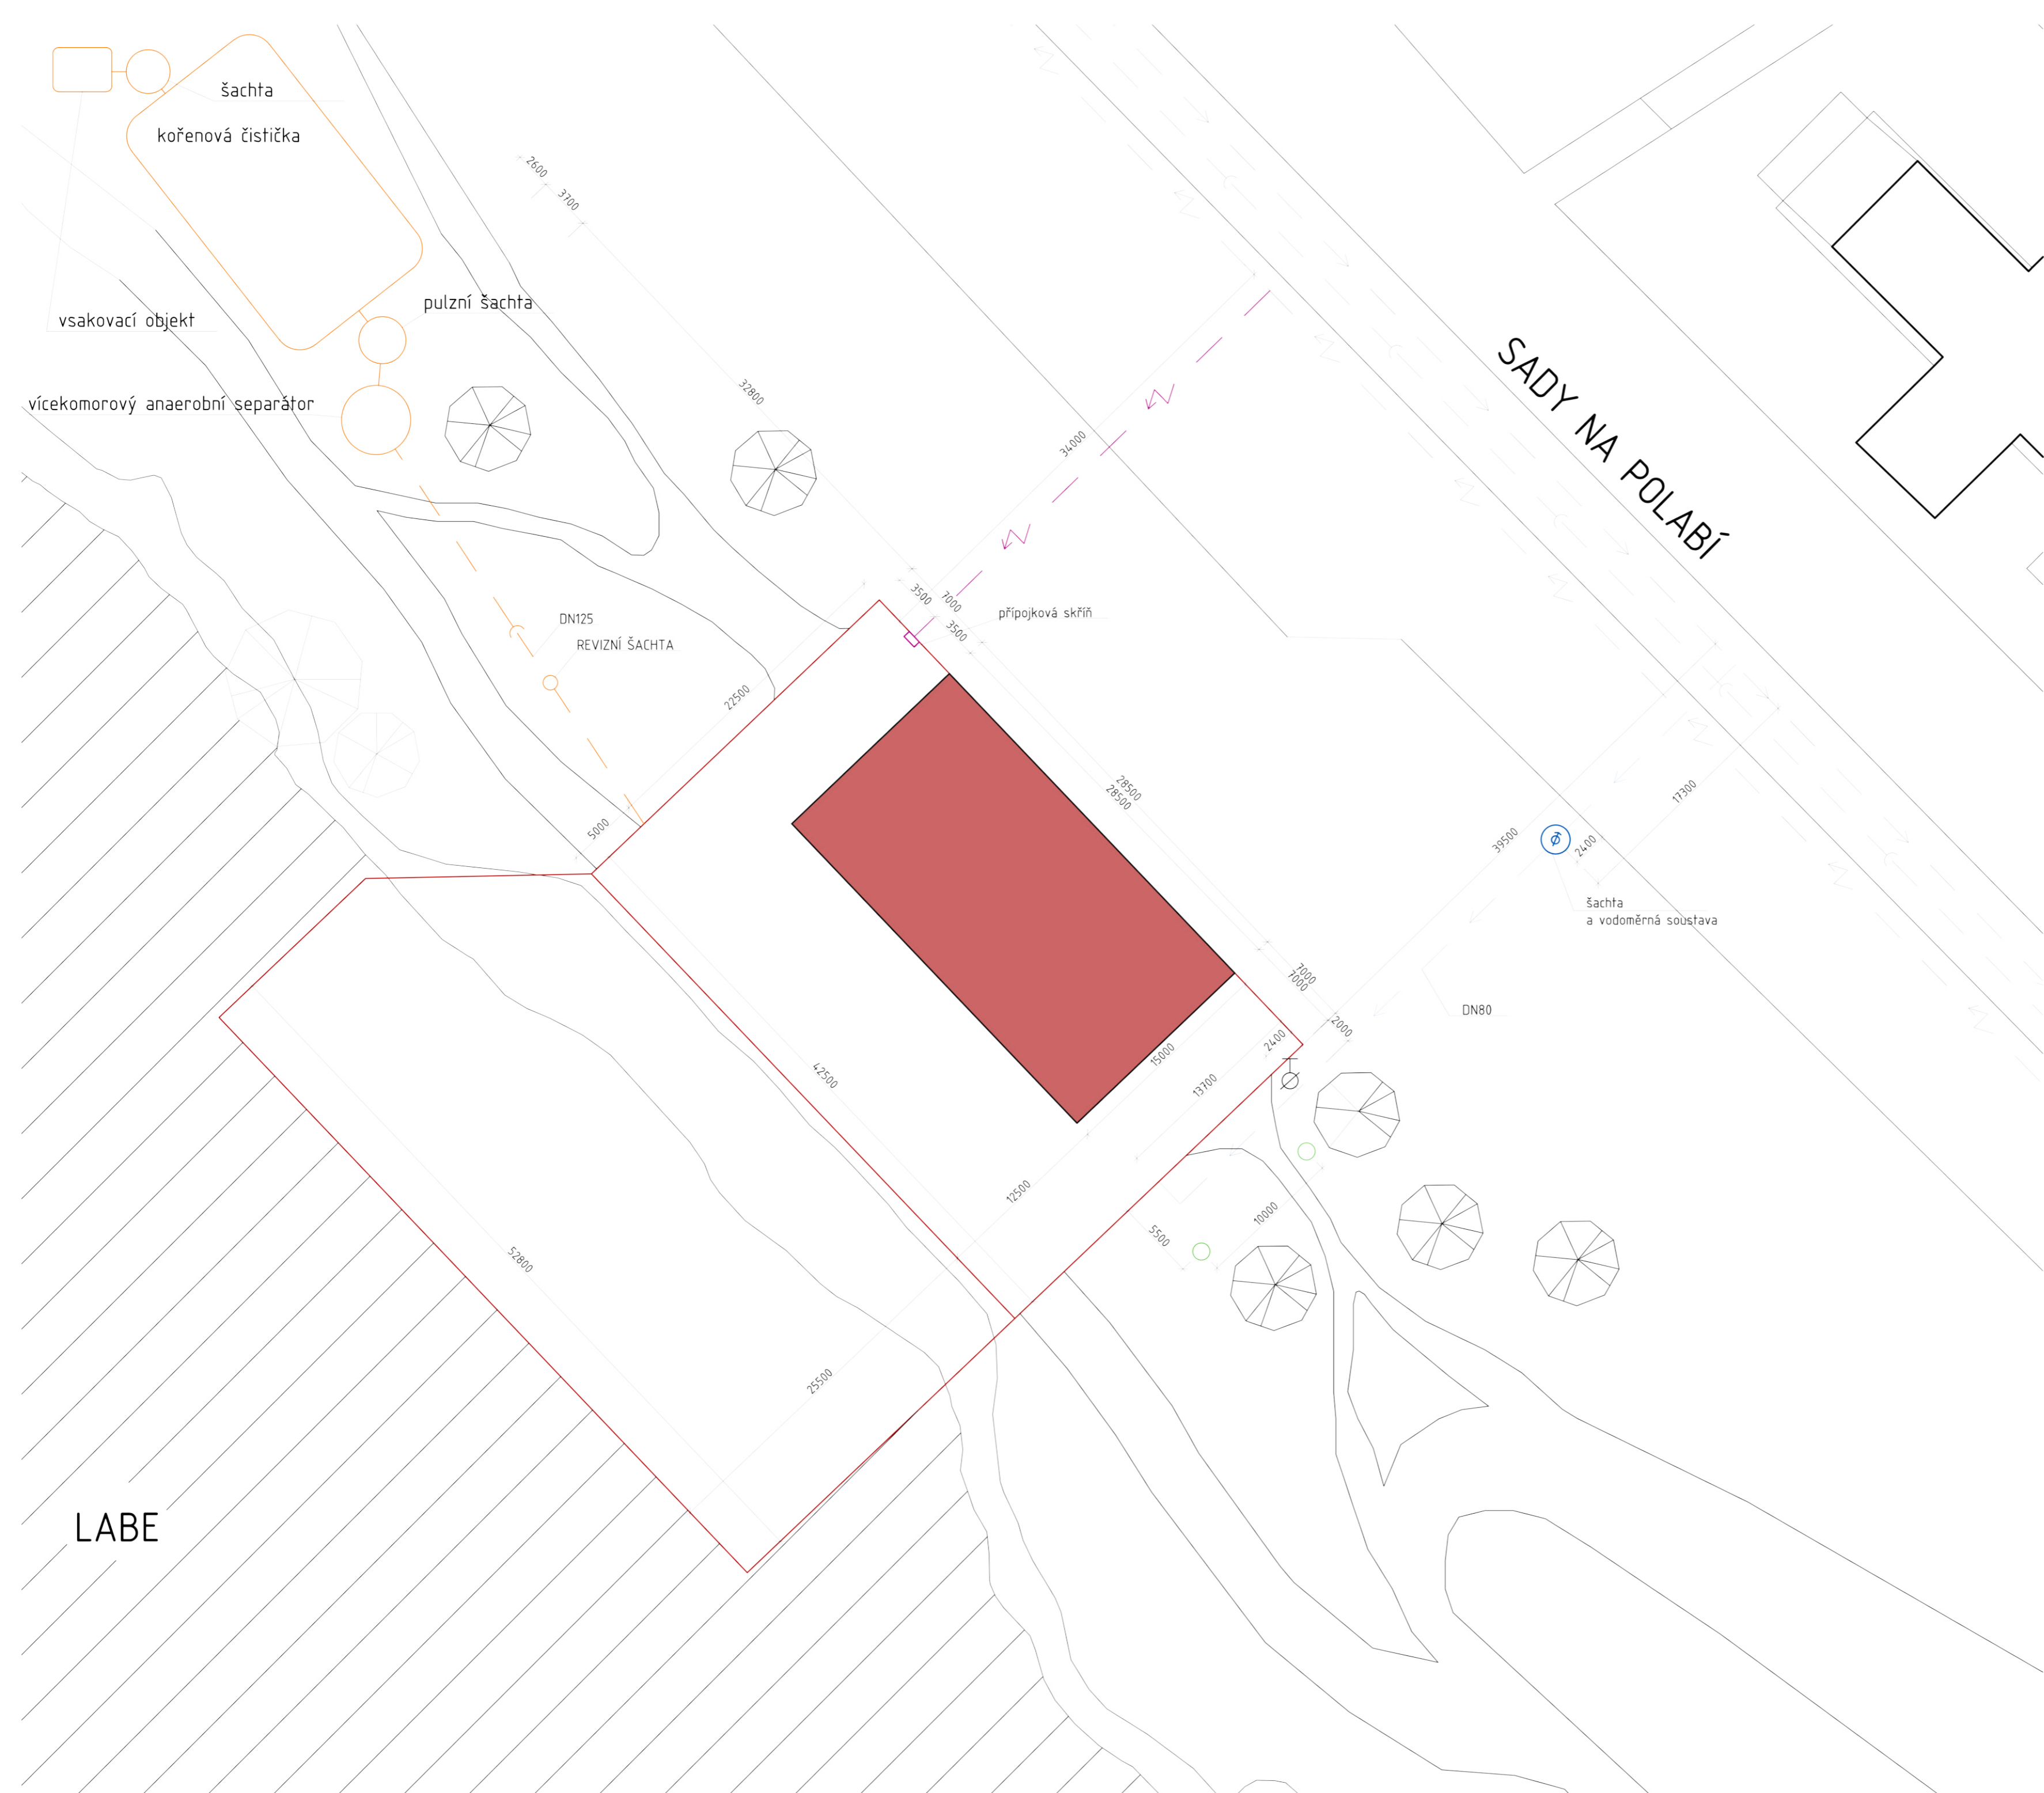 šachta
kořenová čistička
2600
3700
pulzní šachta
vsakovací objekt
SADY NA POLABÍ
32800
vícekomorový anaerobní separátor
34000
3500
7000
přípojková skříň
DN125
3500
REVIZNÍ ŠACHTA
22500
28500
28500
17300
5000
39500
2400
šachta
a vodoměrná soustava
7000
7000
DN80
2000
2400
15000
42500
13700
12500
10000
5500
52800
25500
LABE